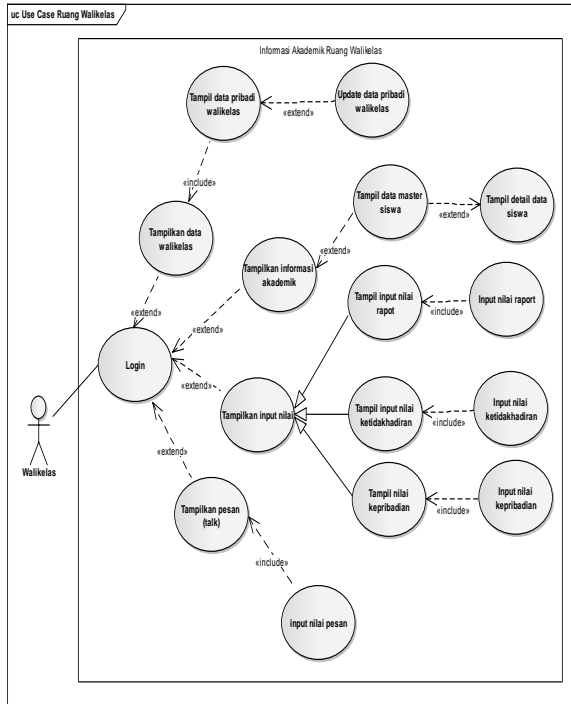 uc Use Case Ruang Walikelas
Informasi Akademik Ruang Walikelas
Tampil data pribadi
walikelas
«extend»
Update data pribadi
walikelas
«include»
Tampilkan data
walikelas
Tampil data master
siswa
«extend»
Tampil detail data
siswa
«extend»
Tampilkan informasi
akademik
«extend»
«extend»
Tampil input nilai
rapot
«include»
Input nilai raport
Login
«extend»
Tampilkan input nilai
Tampil input nilai
ketidakhadiran
«include»
Input nilai
ketidakhadiran
Walikelas
«extend»
Tampil nilai
kepribadian
«include»
Input nilai
kepribadian
Tampilkan pesan
(talk)
«include»
input nilai pesan